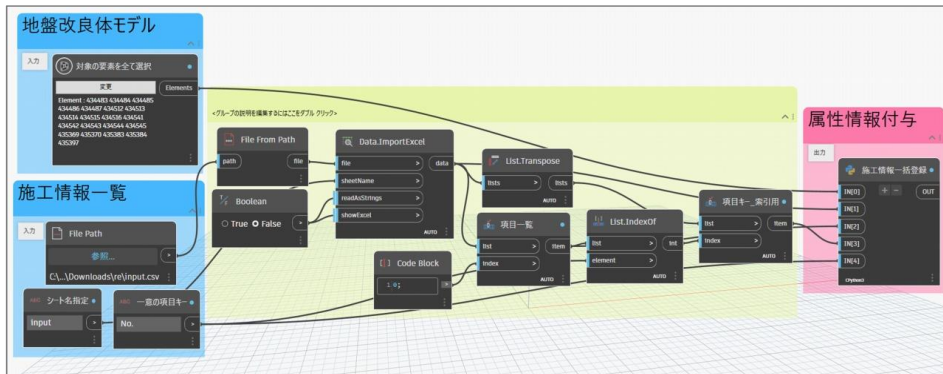 地盤改良体モデル
入力
対象の要素を全て選択
変更
Elements
Element : 434483 434484 434485
434486 434487 434512 434513
434514 434515 434516 434541
434542 434543 434544 434545
435369 435370 435383 435384
435397
施工情報一覧
入力
File Path
参照...
C:\...\Downloads\re\input.csv
シート名指定
input
一意の項目キー
No.
<グループの説明を編集するにはここをダブル クリック>
File From Path
path
file
Boolean
True
False
Data.ImportExcel
file
data
sheetName
readAsStrings
showExcel
AUTO
Code Block
1 0;
List.Transpose
lists
lists
AUTO
項目一覧
list
item
index
AUTO
List.IndexOf
list
int
element
AUTO
項目キー_索引用
list
item
index
AUTO
属性情報付与
出力
施工情報一括登録
IN[0]
+ -
OUT
IN[1]
IN[2]
IN[3]
IN[4]
CPython3